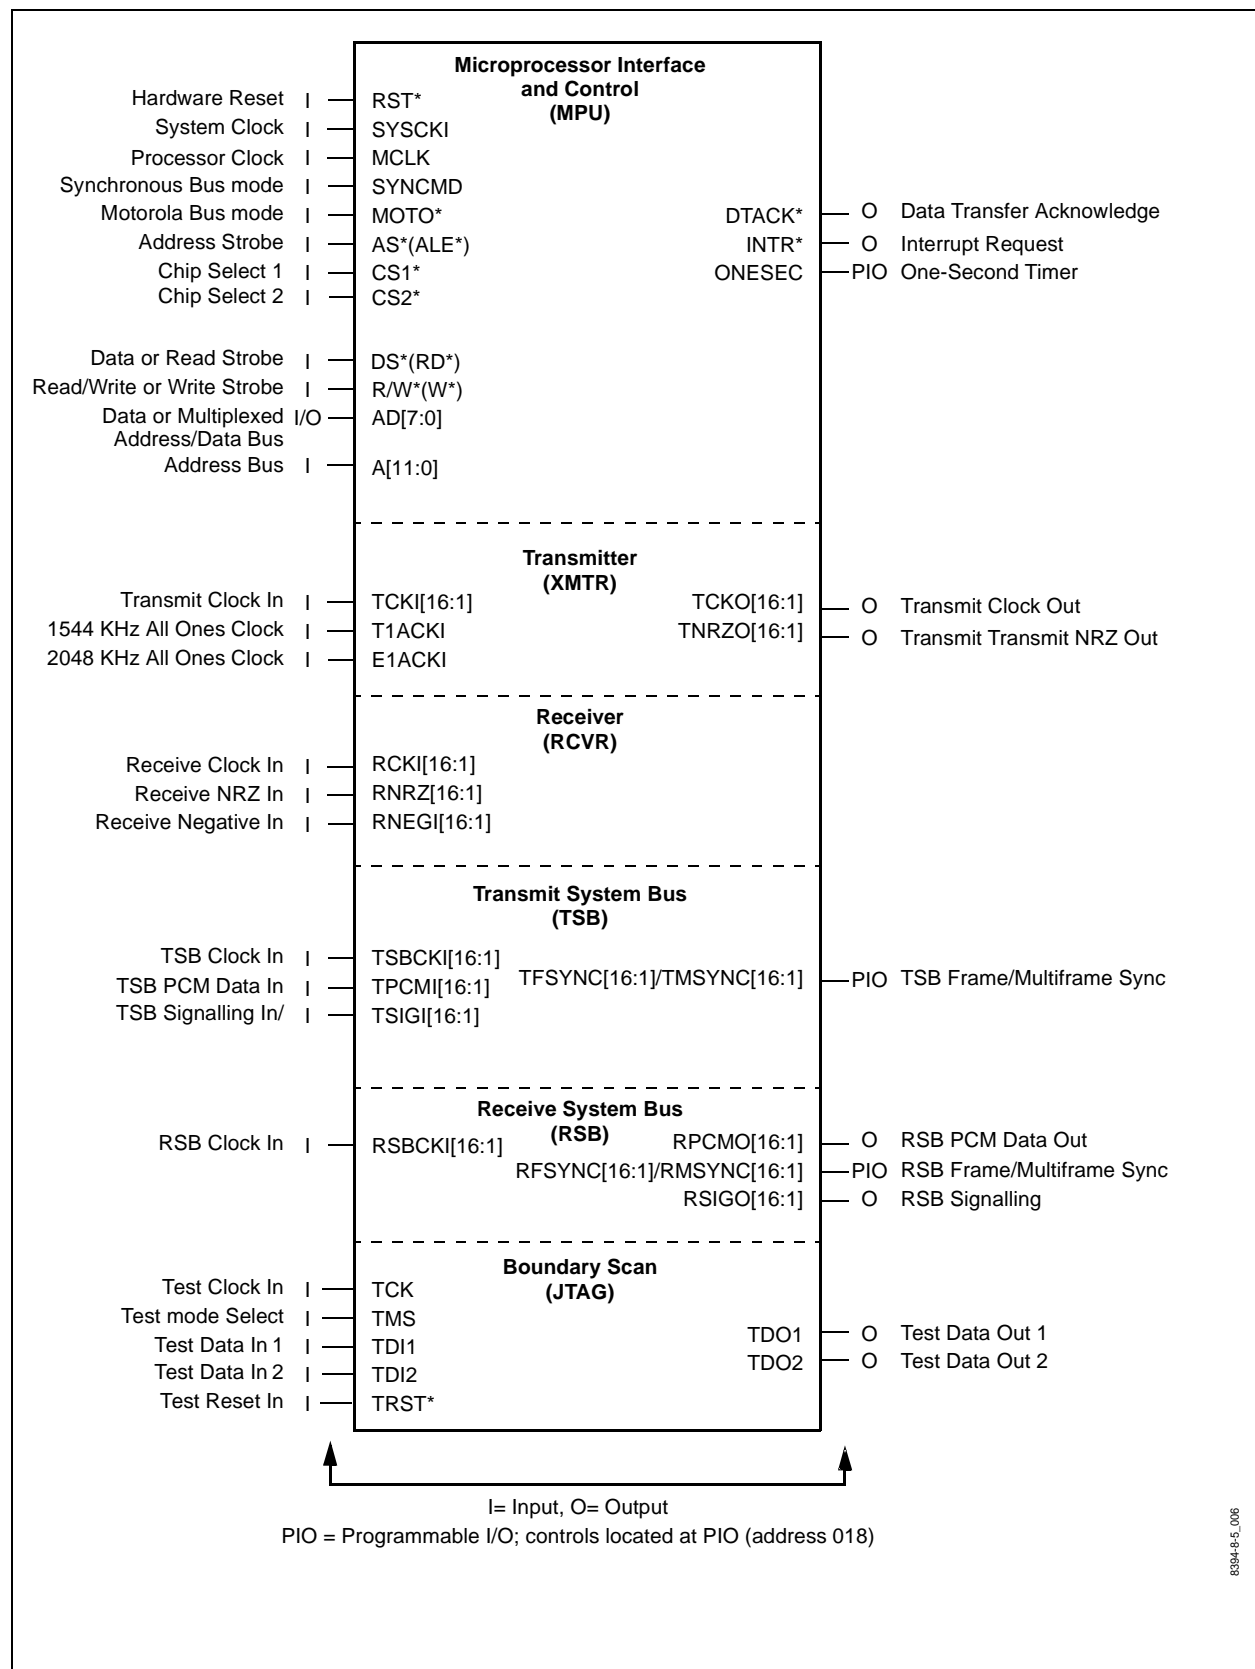 Microprocessor Interface
and Control
(MPU)
Hardware Reset I RST*
System Clock I SYSCKI
Processor Clock I MCLK
Synchronous Bus mode I SYNCMD
Motorola Bus mode I MOTO* DTACK* O Data Transfer Acknowledge
Address Strobe I AS*(ALE*) INTR* O Interrupt Request
Chip Select 1 I CS1* ONESEC PIO One-Second Timer
Chip Select 2 I CS2*
Data or Read Strobe I DS*(RD*)
Read/Write or Write Strobe I R/W*(W*)
Data or Multiplexed I/O AD[7:0]
Address/Data Bus
Address Bus I A[11:0]
Transmitter
(XMTR)
Transmit Clock In I TCKI[16:1] TCKO[16:1] O Transmit Clock Out
1544 KHz All Ones Clock I T1ACKI TNRZO[16:1] O Transmit Transmit NRZ Out
2048 KHz All Ones Clock I E1ACKI
Receiver
(RCVR)
Receive Clock In I RCKI[16:1]
Receive NRZ In I RNRZ[16:1]
Receive Negative In I RNEGI[16:1]
Transmit System Bus
(TSB)
TSB Clock In I TSBCKI[16:1]
TSB PCM Data In I TPCMI[16:1] TFSYNC[16:1]/TMSYNC[16:1] PIO TSB Frame/Multiframe Sync
TSB Signalling In/ I TSIGI[16:1]
Receive System Bus
(RSB)
RSB Clock In I RSBCKI[16:1] RPCMO[16:1] O RSB PCM Data Out
RFSYNC[16:1]/RMSYNC[16:1] PIO RSB Frame/Multiframe Sync
RSIGO[16:1] O RSB Signalling
Boundary Scan
(JTAG)
Test Clock In I TCK
Test mode Select I TMS
Test Data In 1 I TDI1 TDO1 O Test Data Out 1
Test Data In 2 I TDI2 TDO2 O Test Data Out 2
Test Reset In I TRST*
I= Input, O= Output
PIO = Programmable I/O; controls located at PIO (address 018)
8394-8-5_006